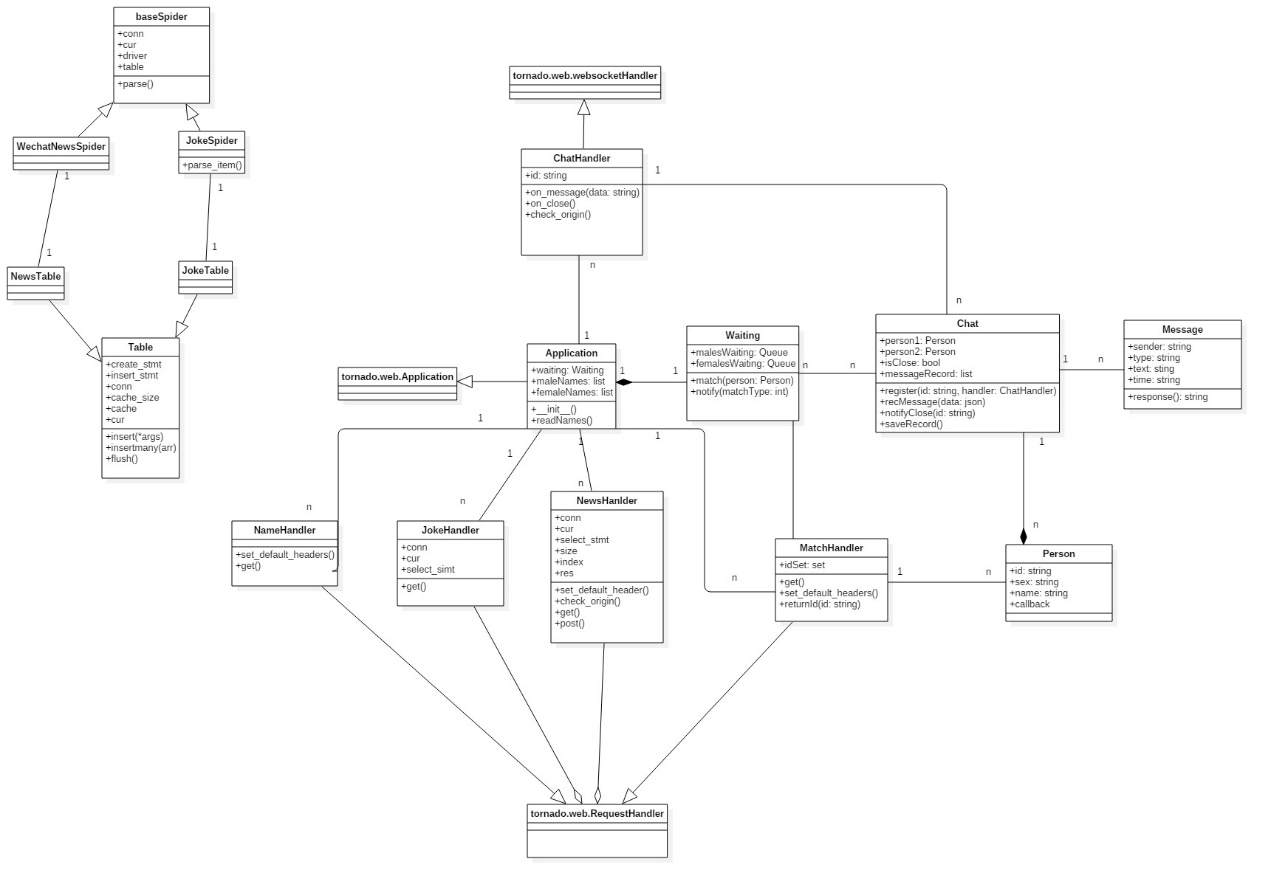 baseSpider
+conn
+cur
+driver
+table
+parse()
tornado.web.websocketHandler
WechatNewsSpider
1
JokeSpider
+parse_item()
1
ChatHandler
+id: string
+on_message(data: string)
+on_close()
+check_origin()
1
n
1
NewsTable
1
JokeTable
n
1
Table
+create_stmt
+insert_stmt
+conn
+cache_size
+cache
+cur
+insert(*args)
+insertmany(arr)
+flush()
tornado.web.Application
Application
+waiting: Waiting
+maleNames: list
+femaleNames: list
+__init__()
+readNames()
1
1
Waiting
+malesWaiting: Queue
+femalesWaiting: Queue
+match(person: Person)
+notify(matchType: int)
n
n
Chat
+person1: Person
+person2: Person
+isClose: bool
+messageRecord: list
+register(id: string, handler: ChatHandler)
+recMessage(data: json)
+notifyClose(id: string)
+saveRecord()
1
n
Message
+sender: string
+type: string
+text: string
+time: string
+response(): string
1
1
1
1
1
n
n
n
n
n
NameHandler
+set_default_headers()
+get()
JokeHandler
+conn
+cur
+select_simt
+get()
NewsHanlder
+conn
+cur
+select_stmt
+size
+index
+res
+set_default_header()
+check_origin()
+get()
+post()
MatchHandler
+idSet: set
+get()
+set_default_headers()
+returnId(id: string)
1
n
Person
+id: string
+sex: string
+name: string
+callback
tornado.web.RequestHandler